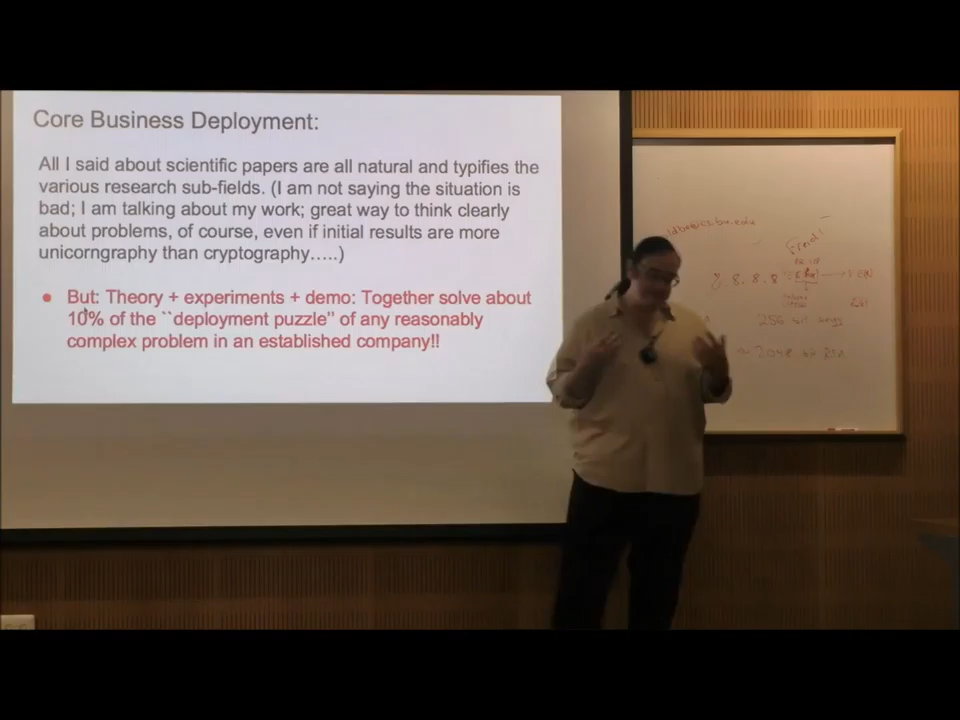 Core Business Deployment:
All I said about scientific papers are all natural and typifies the
various research sub-fields. (I am not saying the situation is
bad; I am talking about my work; great way to think clearly
about problems, of course, even if initial results are more
unicorngraphy than cryptography…..)
● But: Theory + experiments + demo: Together solve about
10% of the ``deployment puzzle'' of any reasonably
complex problem in an established company!!
8.8.8
256 bit keys
~ 2048 bit RSA